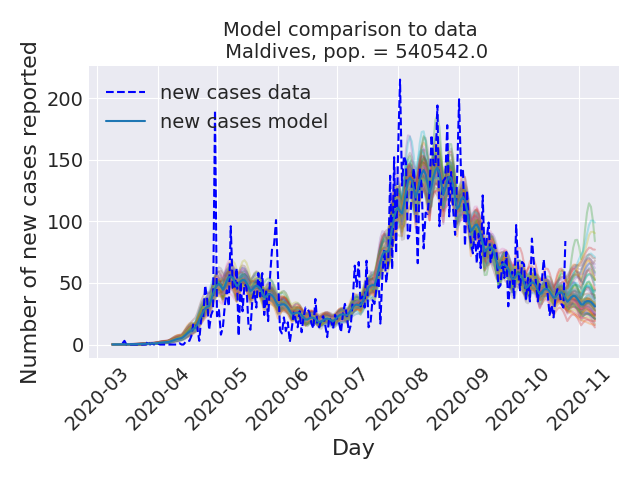 Model comparison to data
Maldives, pop. = 540542.0
Number of new cases reported
200
150
100
50
0
new cases data
new cases model
2020-03
2020-04
2020-05
2020-06
2020-07
2020-08
2020-09
2020-10
2020-11
Day